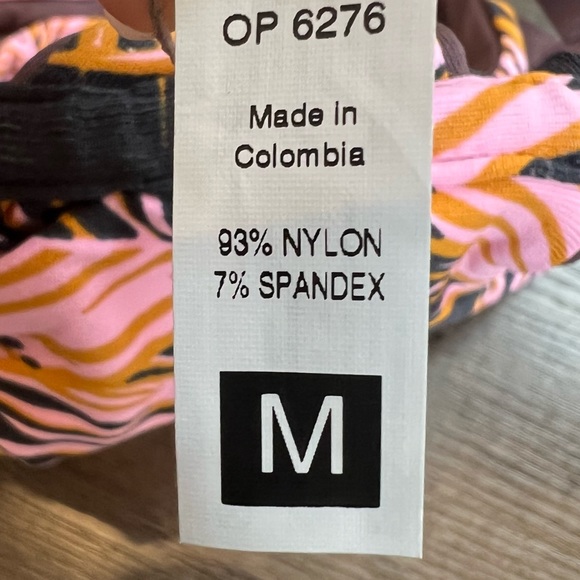 OP 6276
Made in
Colombia
93% NYLON
7% SPANDEX
M